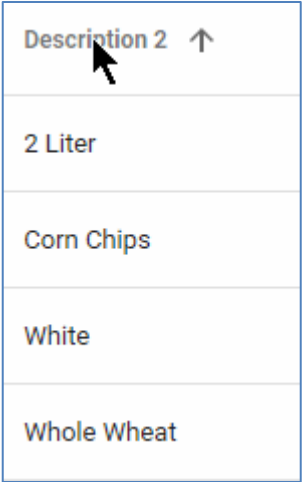 Description 2
2 Liter
Corn Chips
White
Whole Wheat